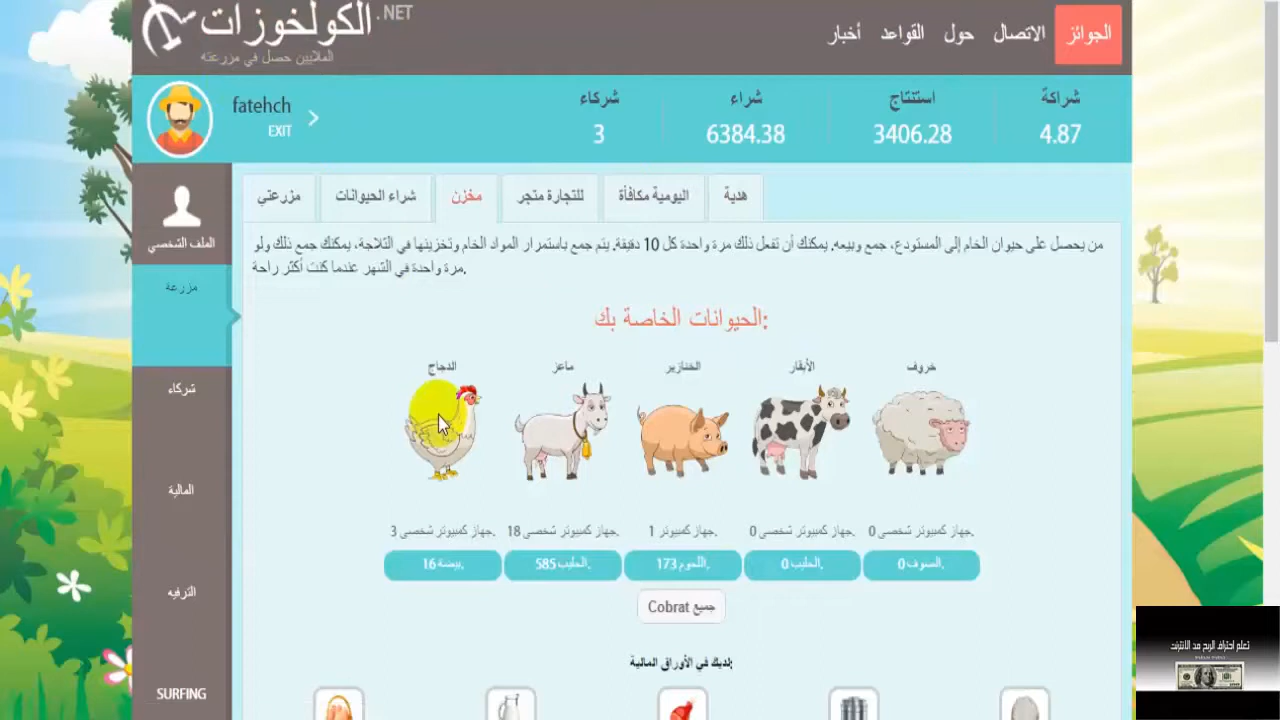 الكولخوزات.NET
الملايين حصل في مزرعته
الجوائز
الاتصال
حول
القواعد
أخبار
fatehch
EXIT
شركاء
3
شراء
6384.38
استنتاج
3406.28
شراكة
4.87
الملف الشخصي
مزرعة
شركاء
المالية
الترفيه
SURFING
مزرعتي
شراء الحيوانات
مخزن
للتجارة متجر
اليومية مكافأة
هدية
من يحصل على حيوان الخام إلى المستودع، جمع وبيعه. يمكنك أن تفعل ذلك مرة واحدة كل 10 دقيقة. يتم جمع باستمرار المواد الخام وتخزينها في الثلاجة، يمكنك جمع ذلك ولو
مرة واحدة في الشهر عندما كنت أكثر راحة.
الحيوانات الخاصة بك:
الدجاج
ماعز
الخنازير
الأبقار
خروف
جهاز كمبيوتر شخصى 3.
جهاز كمبيوتر شخصى 18.
جهاز كمبيوتر 1.
جهاز كمبيوتر شخصى 0.
جهاز كمبيوتر شخصى 0.
بيضة 16.
الحليب 585.
اللحوم 173.
الحليب 0.
الصوف 0.
جميع Cobrat
لديك في الأوراق المالية:
تعلم احتراف الربح من الانترنت